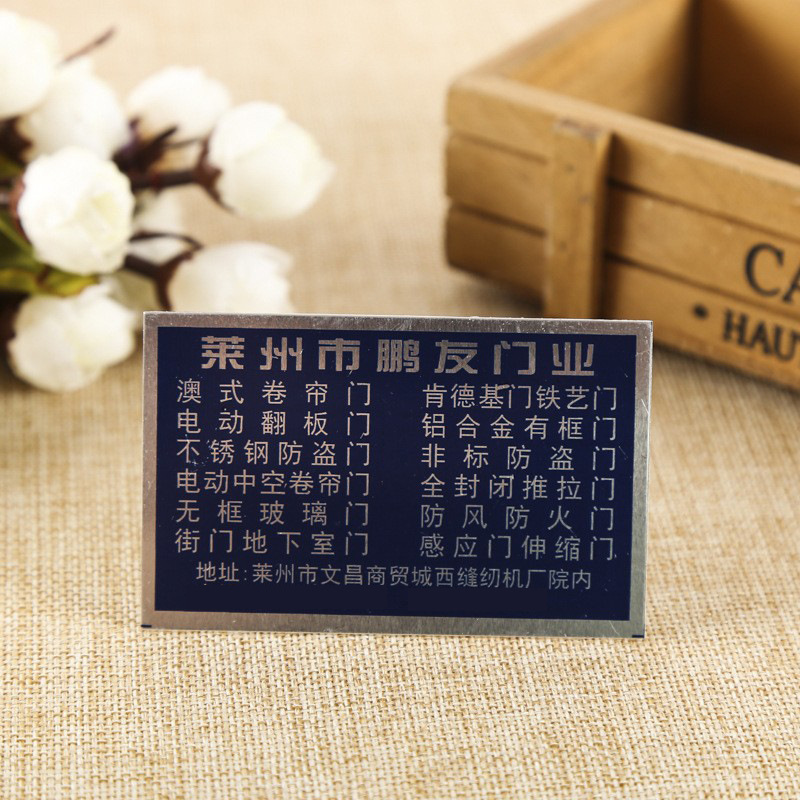 莱州市鹏友门业
澳式卷帘门 肯德基门铁艺门
电动翻板门 铝合金有框门
不锈钢防盗门 非标防盗门
电动中空卷帘门 全封闭推拉门
无框玻璃门 防风防火门
街门地下室门 感应门伸缩门
地址:莱州市文昌商贸城西缝纫机厂院内
CA
• HAUT